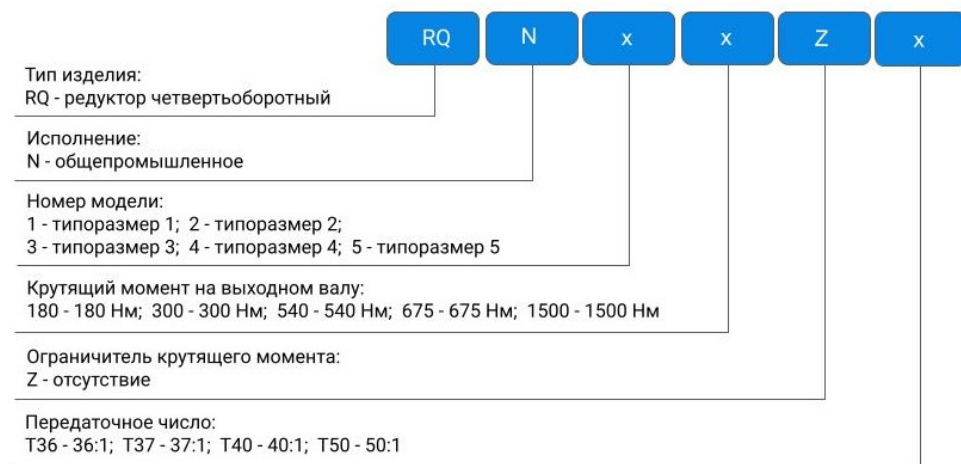 RQ N x x Z x
Тип изделия:
RQ - редуктор четвертьоборотный
Исполнение:
N - общепромышленное
Номер модели:
1 - типоразмер 1; 2 - типоразмер 2;
3 - типоразмер 3; 4 - типоразмер 4; 5 - типоразмер 5
Крутящий момент на выходном валу:
180 - 180 Нм; 300 - 300 Нм; 540 - 540 Нм; 675 - 675 Нм; 1500 - 1500 Нм
Ограничитель крутящего момента:
Z - отсутствие
Передаточное число:
T36 - 36:1; T37 - 37:1; T40 - 40:1; T50 - 50:1